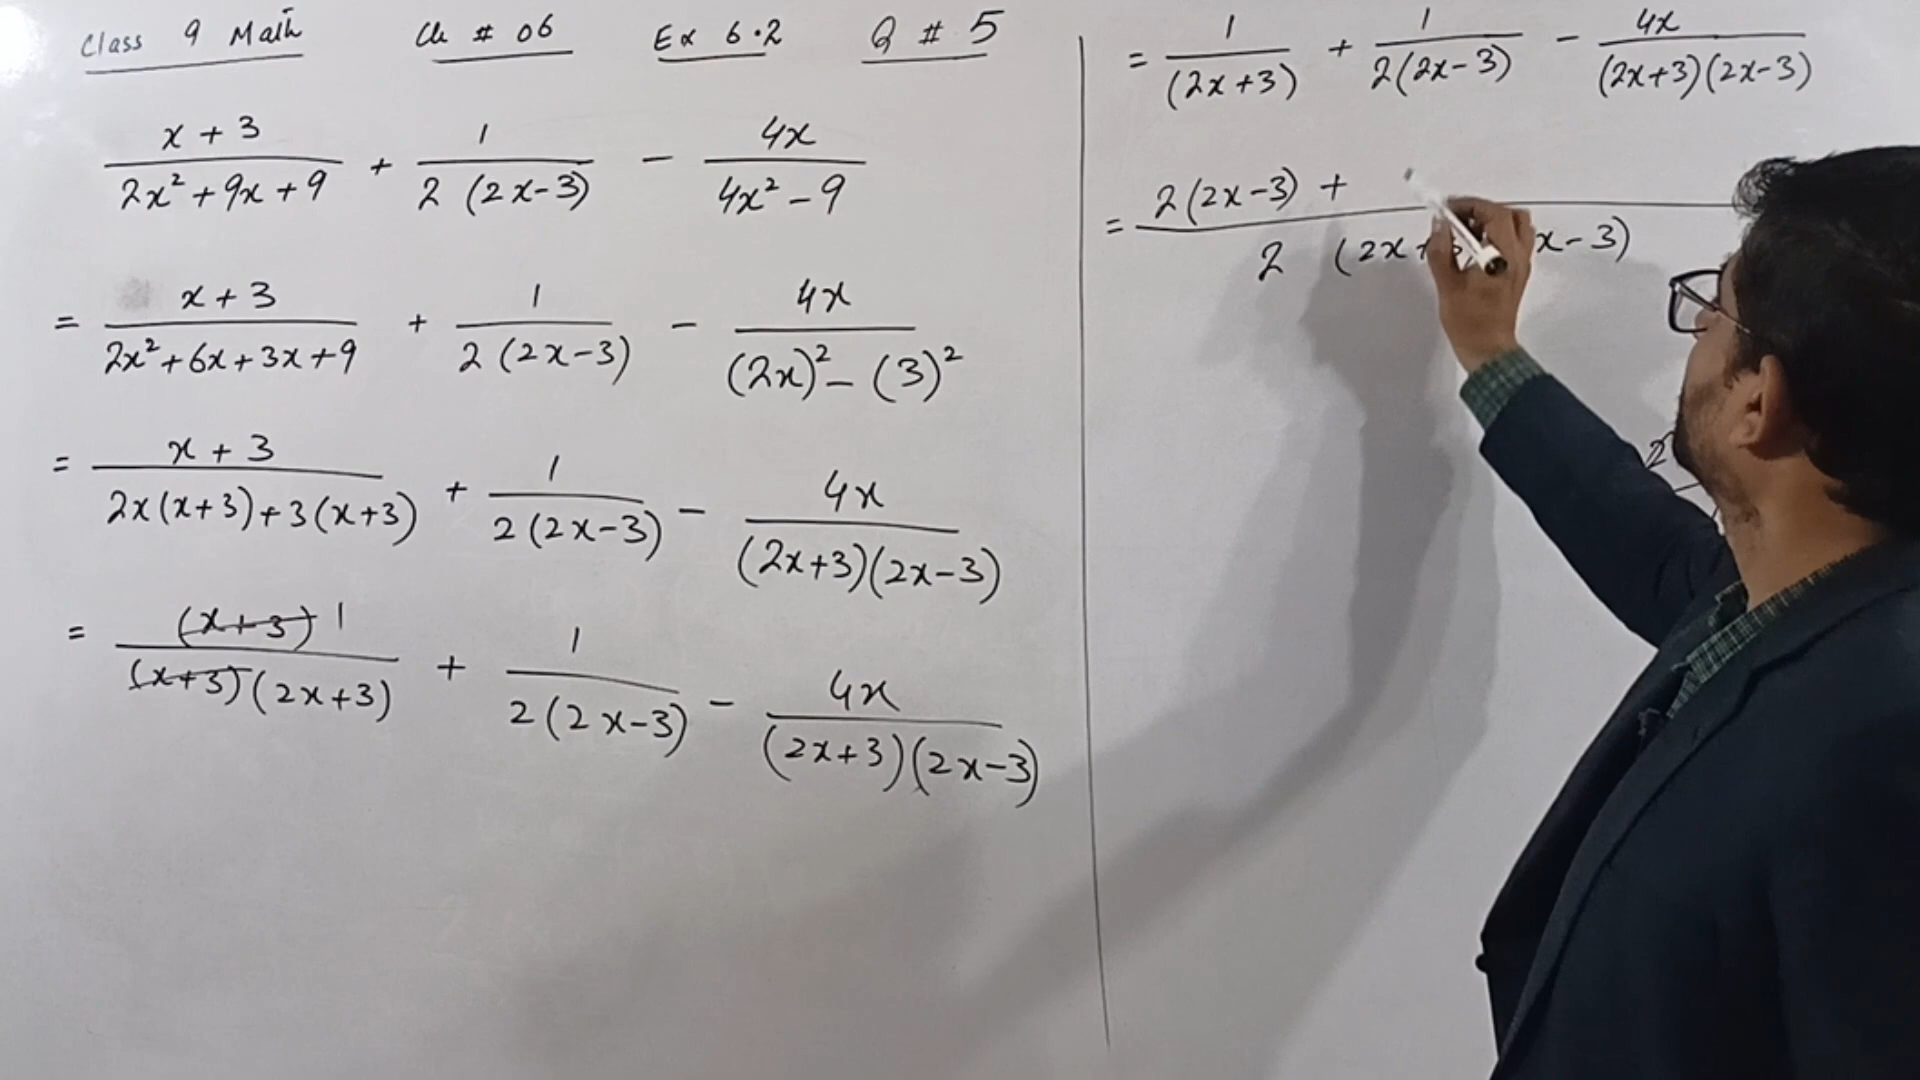 Class 9 Math Ch # 06 Ex 6.2 Q # 5
x + 3 / 2x² + 9x + 9 + 1 / 2 (2x-3) - 4x / 4x² - 9
= x + 3 / 2x² + 6x + 3x + 9 + 1 / 2 (2x-3) - 4x / (2x)² - (3)²
= x + 3 / 2x(x+3) + 3(x+3) + 1 / 2(2x-3) - 4x / (2x+3)(2x-3)
= (x+3) 1 / (x+3)(2x+3) + 1 / 2(2x-3) - 4x / (2x+3)(2x-3)
= 1 / (2x+3) + 1 / 2(2x-3) - 4x / (2x+3)(2x-3)
= 2(2x-3) + / 2 (2x+ x-3)
2